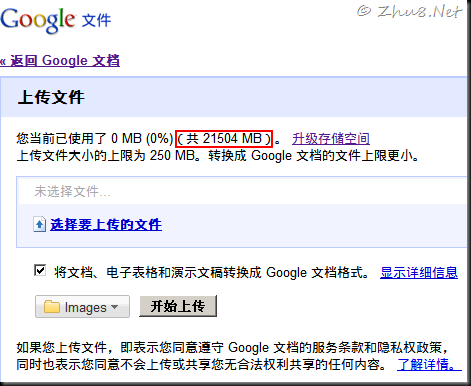 © Zhu8.Net
Google 文件
« 返回 Google 文档
上传文件
您当前已使用了 0 MB (0%) ( 共 21504 MB ) 。 升级存储空间
上传文件大小的上限为 250 MB。转换成 Google 文档的文件上限更小。
未选择文件...
选择要上传的文件
将文档、电子表格和演示文稿转换成 Google 文档格式。 显示详细信息
Images
开始上传
如果您上传文件，即表示您同意遵守 Google 文档的服务条款和隐私权政策，
同时也表示您同意不会上传或共享您无合法权利共享的任何内容。 了解详情。